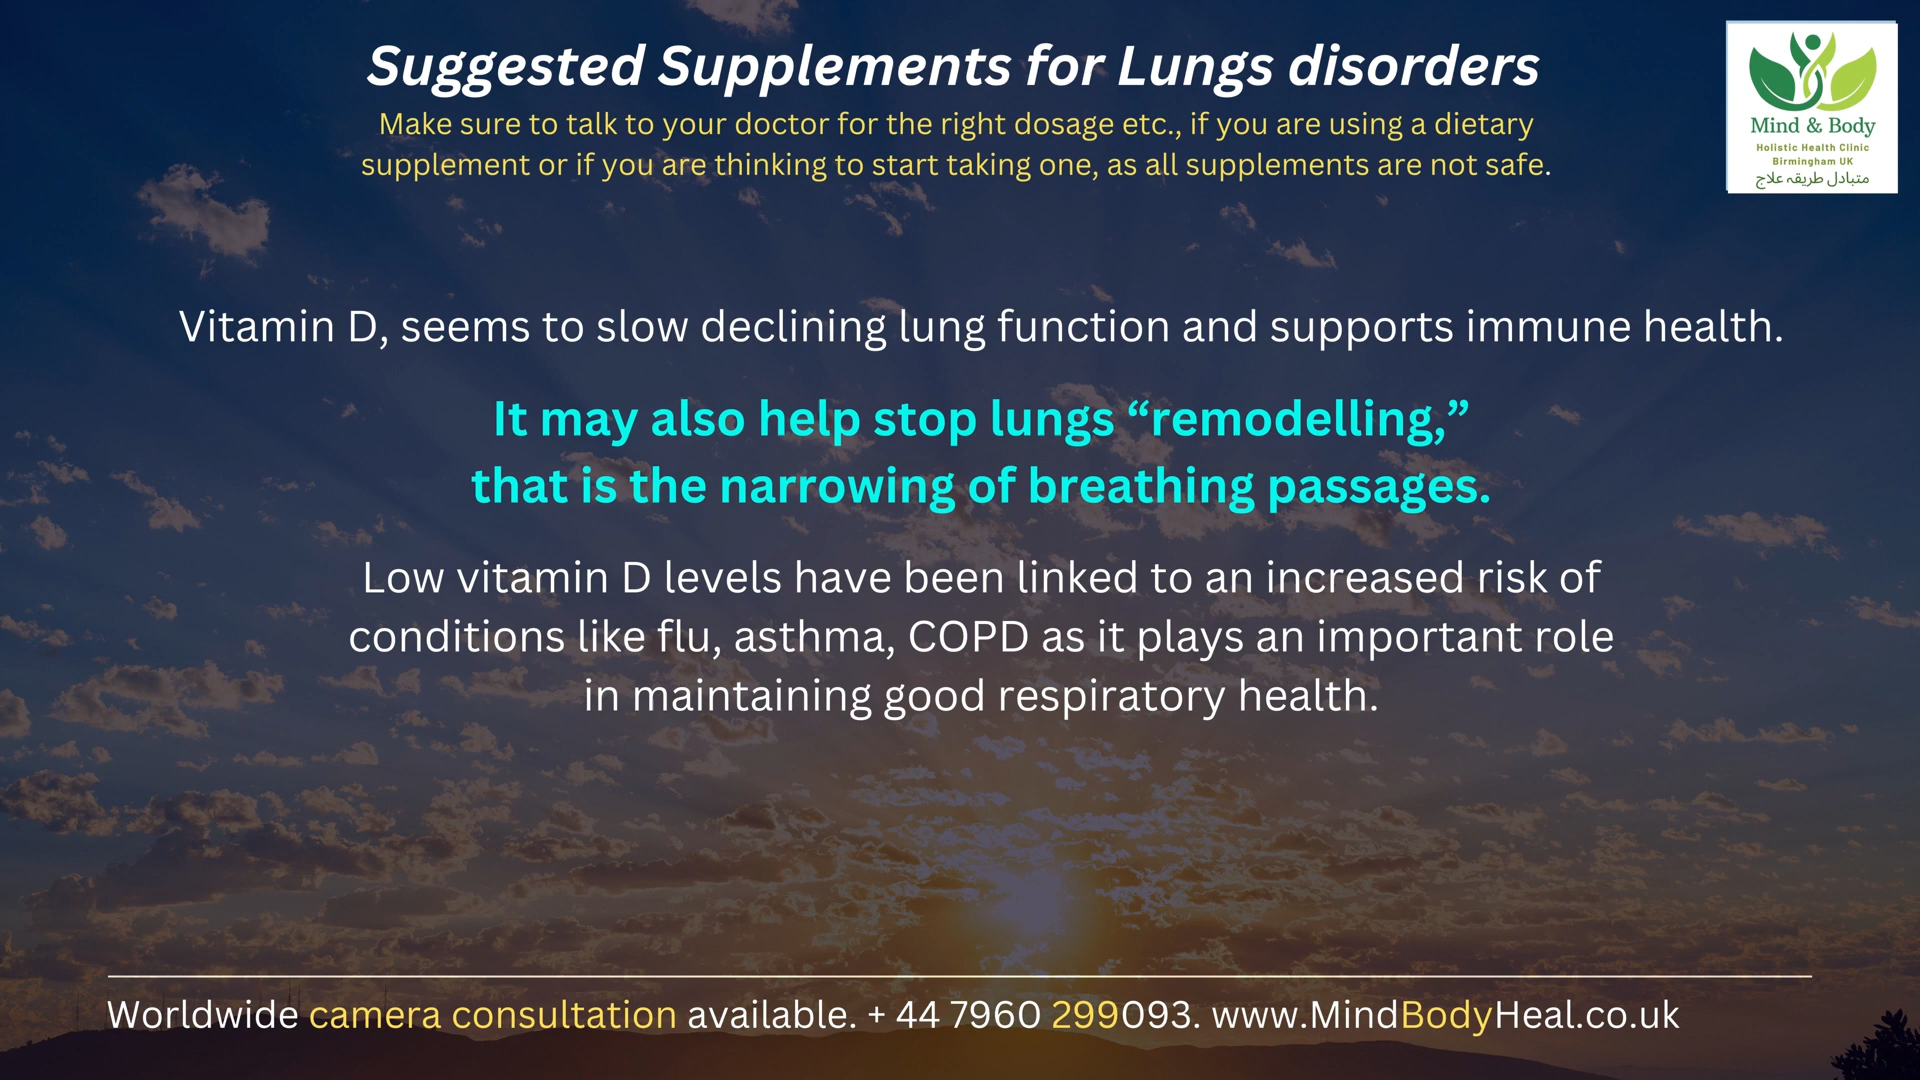 Suggested Supplements for Lungs disorders
Make sure to talk to your doctor for the right dosage etc., if you are using a dietary
supplement or if you are thinking to start taking one, as all supplements are not safe.
Mind & Body
Holistic Health Clinic
Birmingham UK
متبادل طریقہ علاج
Vitamin D, seems to slow declining lung function and supports immune health.
It may also help stop lungs “remodelling,”
that is the narrowing of breathing passages.
Low vitamin D levels have been linked to an increased risk of
conditions like flu, asthma, COPD as it plays an important role
in maintaining good respiratory health.
Worldwide camera consultation available. + 44 7960 299093. www.MindBodyHeal.co.uk